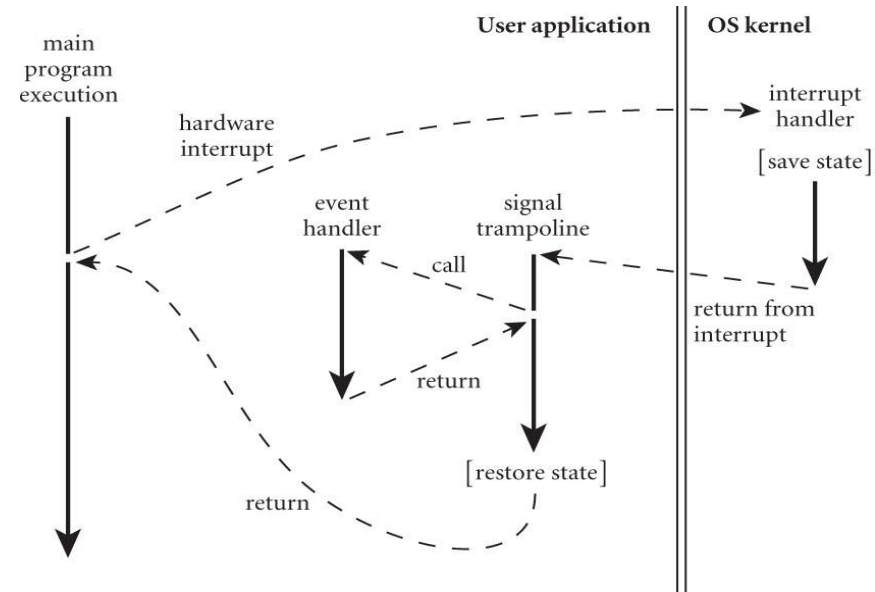 User application
OS kernel
main
program
execution
hardware
interrupt
interrupt
handler
[save state]
event
handler
signal
trampoline
call
return from
interrupt
return
[restore state]
return